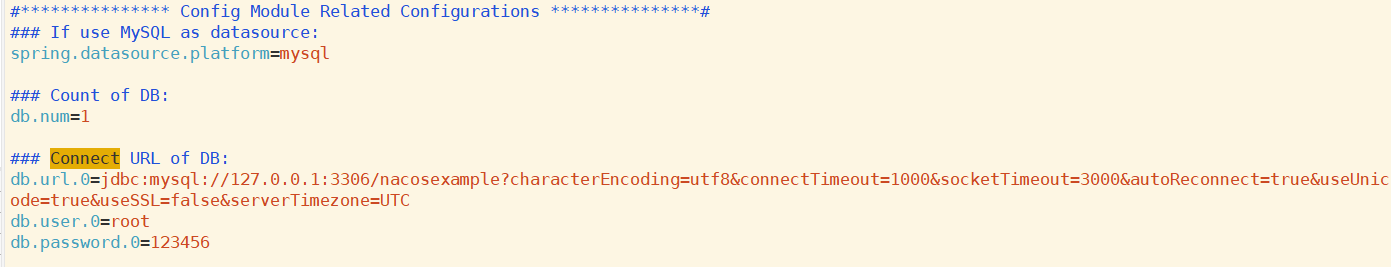 #*************** Config Module Related Configurations ***************#
### If use MySQL as datasource:
spring.datasource.platform=mysql
### Count of DB:
db.num=1
### Connect URL of DB:
db.url.0=jdbc:mysql://127.0.0.1:3306/nacosexample?characterEncoding=utf8&connectTimeout=1000&socketTimeout=3000&autoReconnect=true&useUnic
ode=true&useSSL=false&serverTimezone=UTC
db.user.0=root
db.password.0=123456